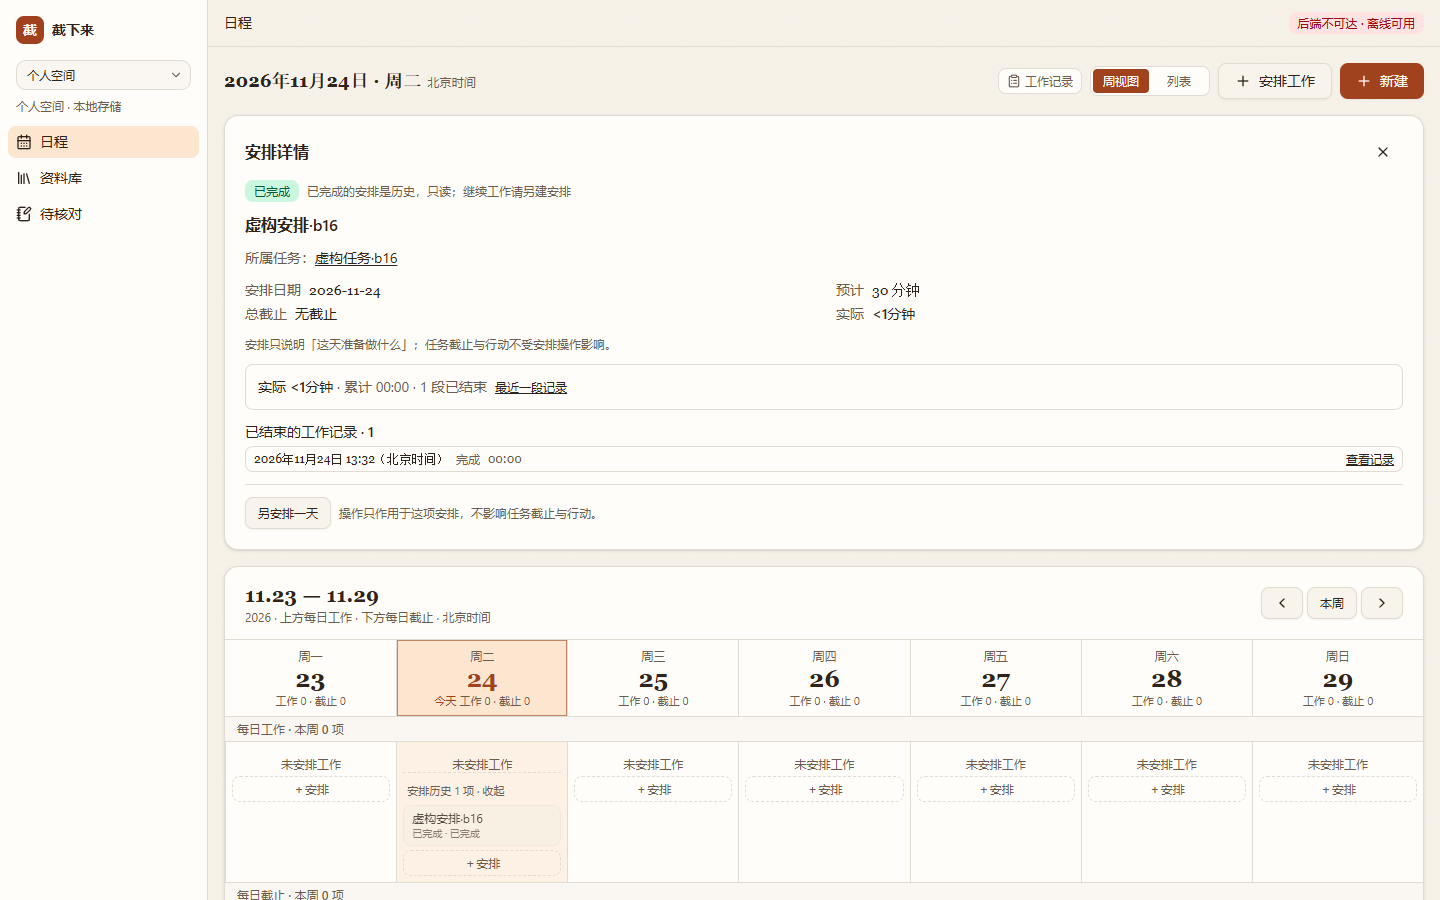 截 截下来
个人空间
个人空间 · 本地存储
日程
资料库
待核对
日程
后端不可达 · 离线可用
2026年11月24日 · 周二 北京时间
工作记录
周视图 列表
+ 安排工作
+ 新建
安排详情
已完成 已完成的安排是历史，只读；继续工作请另建安排
虚构安排·b16
所属任务：虚构任务·b16
安排日期 2026-11-24
预计 30 分钟
总截止 无截止
实际 <1分钟
安排只说明「这天准备做什么」；任务截止与行动不受安排操作影响。
实际 <1分钟 · 累计 00:00 · 1 段已结束 最近一段记录
已结束的工作记录 · 1
2026年11月24日 13:32（北京时间） 完成 00:00 查看记录
另安排一天 操作只作用于这项安排，不影响任务截止与行动。
11.23 — 11.29
2026 · 上方每日工作 · 下方每日截止 · 北京时间
本周
周一 周二 周三 周四 周五 周六 周日
23 24 25 26 27 28 29
工作 0 · 截止 0 今天 工作 0 · 截止 0 工作 0 · 截止 0 工作 0 · 截止 0 工作 0 · 截止 0 工作 0 · 截止 0 工作 0 · 截止 0
每日工作 · 本周 0 项
未安排工作 未安排工作 未安排工作 未安排工作 未安排工作 未安排工作 未安排工作
+ 安排 安排历史 1 项 · 收起 + 安排 + 安排 + 安排 + 安排 + 安排
虚构安排·b16
已完成 · 已完成
+ 安排
每日截止 · 本周 0 项